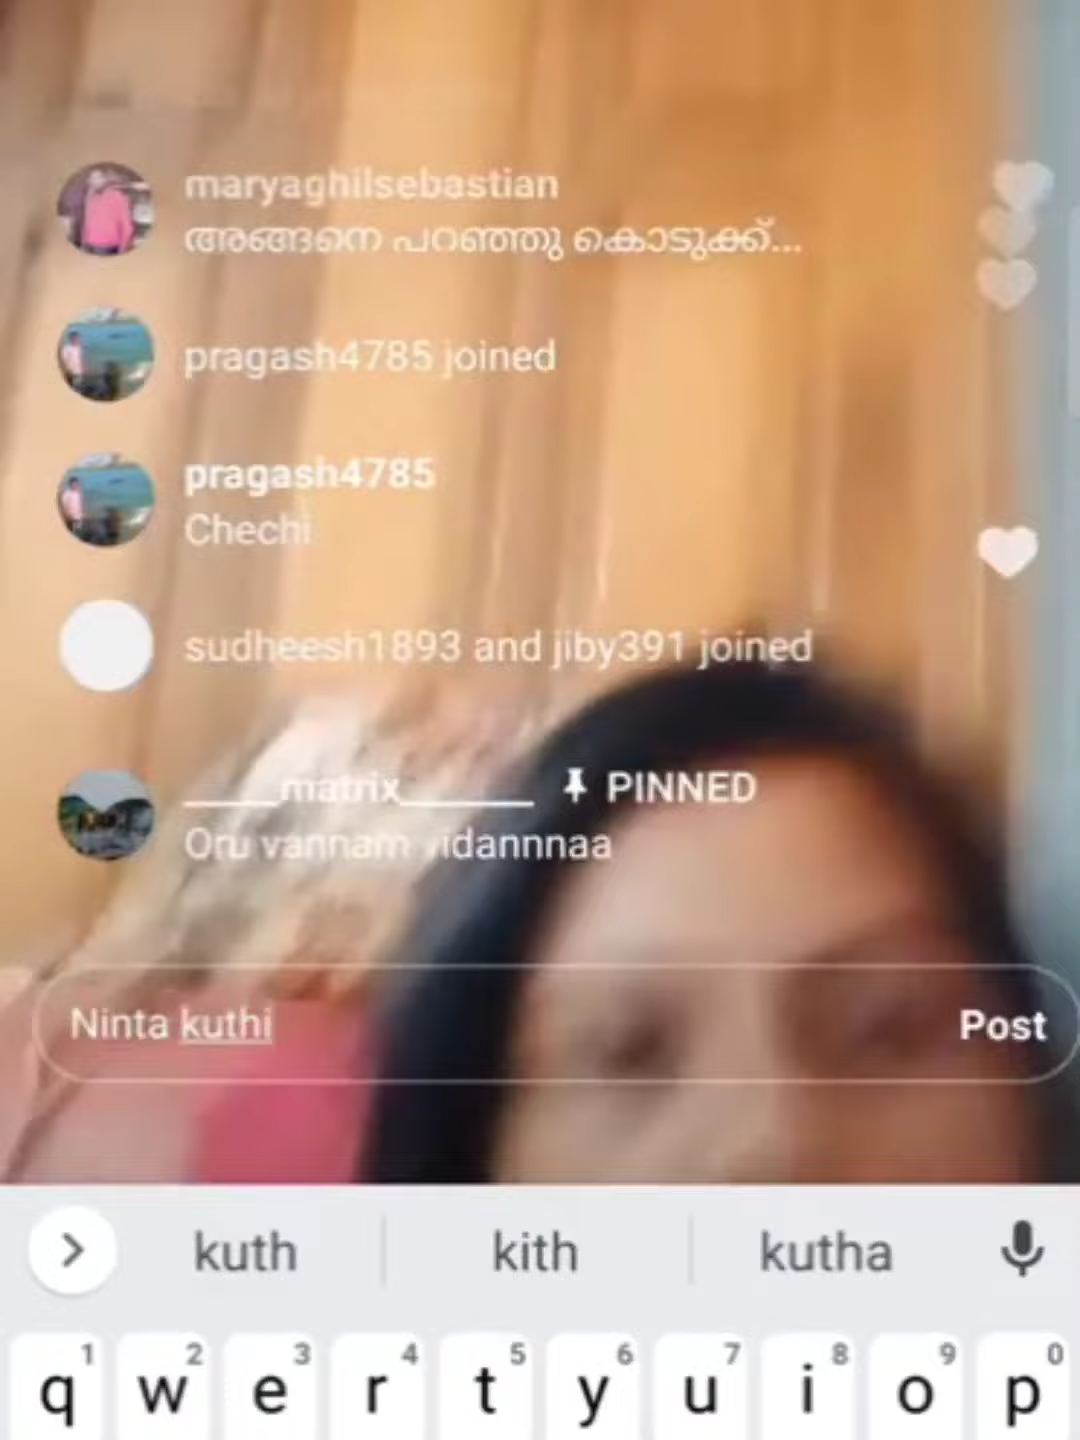 maryaghilsebastian
അങ്ങനെ പറഞ്ഞു കൊടുക്ക്...
pragash4785 joined
pragash4785
Chechi
sudheesh1893 and jiby391 joined
____matrix______ PINNED
Oru vannam vidannnaa
Ninta kuthi
Post
kuth
kith
kutha
1 2 3 4 5 6 7 8 9 0
q w e r t y u i o p